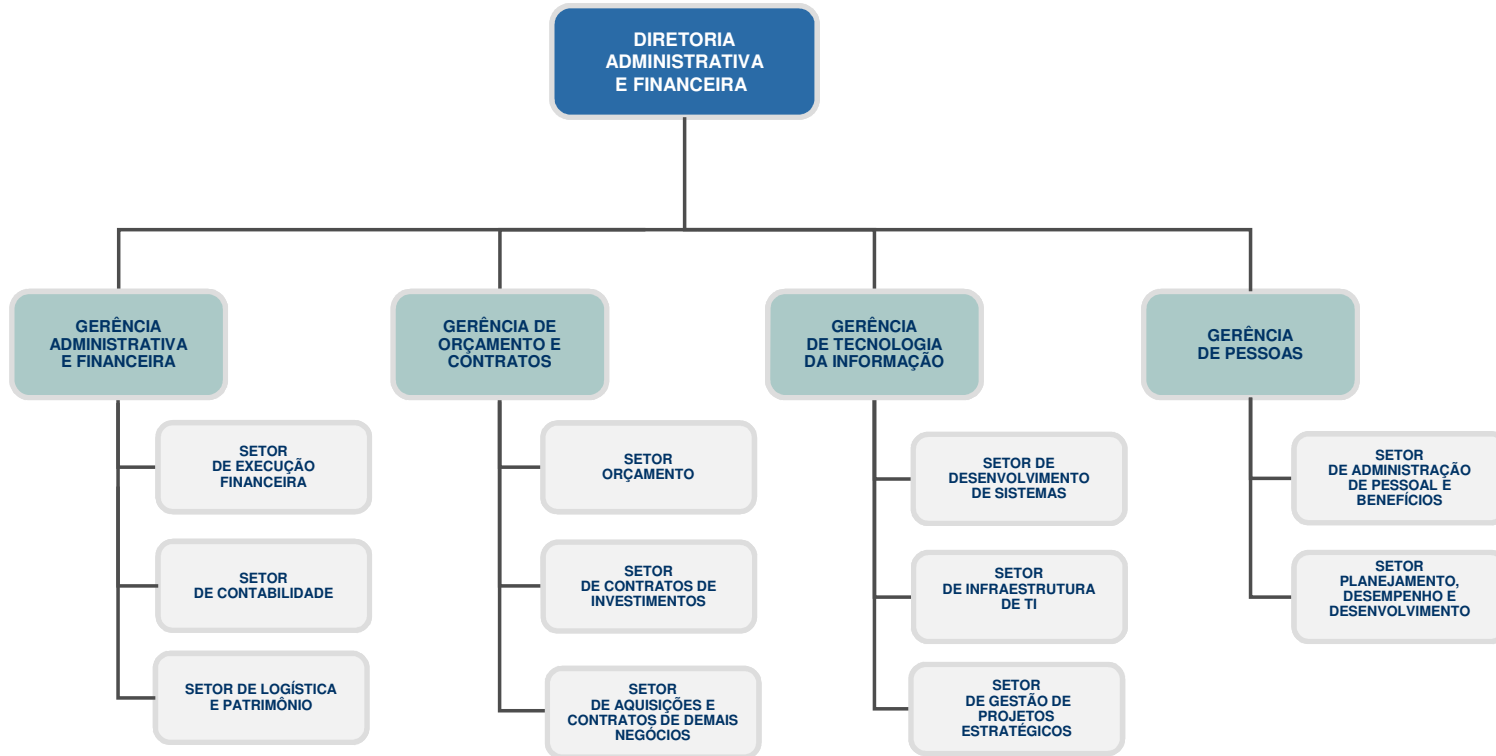 DIRETORIA
ADMINISTRATIVA
E FINANCEIRA
GERÊNCIA
ADMINISTRATIVA
E FINANCEIRA
SETOR
DE EXECUÇÃO
FINANCEIRA
SETOR
DE CONTABILIDADE
SETOR DE LOGÍSTICA
E PATRIMÔNIO
GERÊNCIA DE
ORÇAMENTO E
CONTRATOS
SETOR
ORÇAMENTO
SETOR
DE CONTRATOS DE
INVESTIMENTOS
SETOR
DE AQUISIÇÕES E
CONTRATOS DE DEMAIS
NEGÓCIOS
GERÊNCIA
DE TECNOLOGIA
DA INFORMAÇÃO
SETOR DE
DESENVOLVIMENTO
DE SISTEMAS
SETOR
DE INFRAESTRUTURA
DE TI
SETOR
DE GESTÃO DE
PROJETOS
ESTRATÉGICOS
GERÊNCIA
DE PESSOAS
SETOR
DE ADMINISTRAÇÃO
DE PESSOAL E
BENEFÍCIOS
SETOR
PLANEJAMENTO,
DESEMPENHO E
DESENVOLVIMENTO